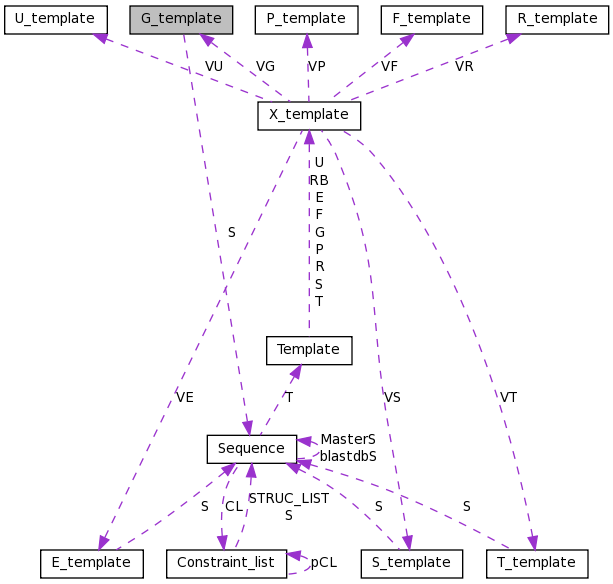 U_template
G_template
P_template
F_template
R_template
VU
VG
VP
VF
VR
X_template
U
RB
E
F
G
P
R
S
T
S
Template
VE
T
VS
VT
Sequence
MasterS
blastdbS
S
CL
STRUC_LIST
S
S
S
E_template
Constraint_list
pCL
S_template
T_template